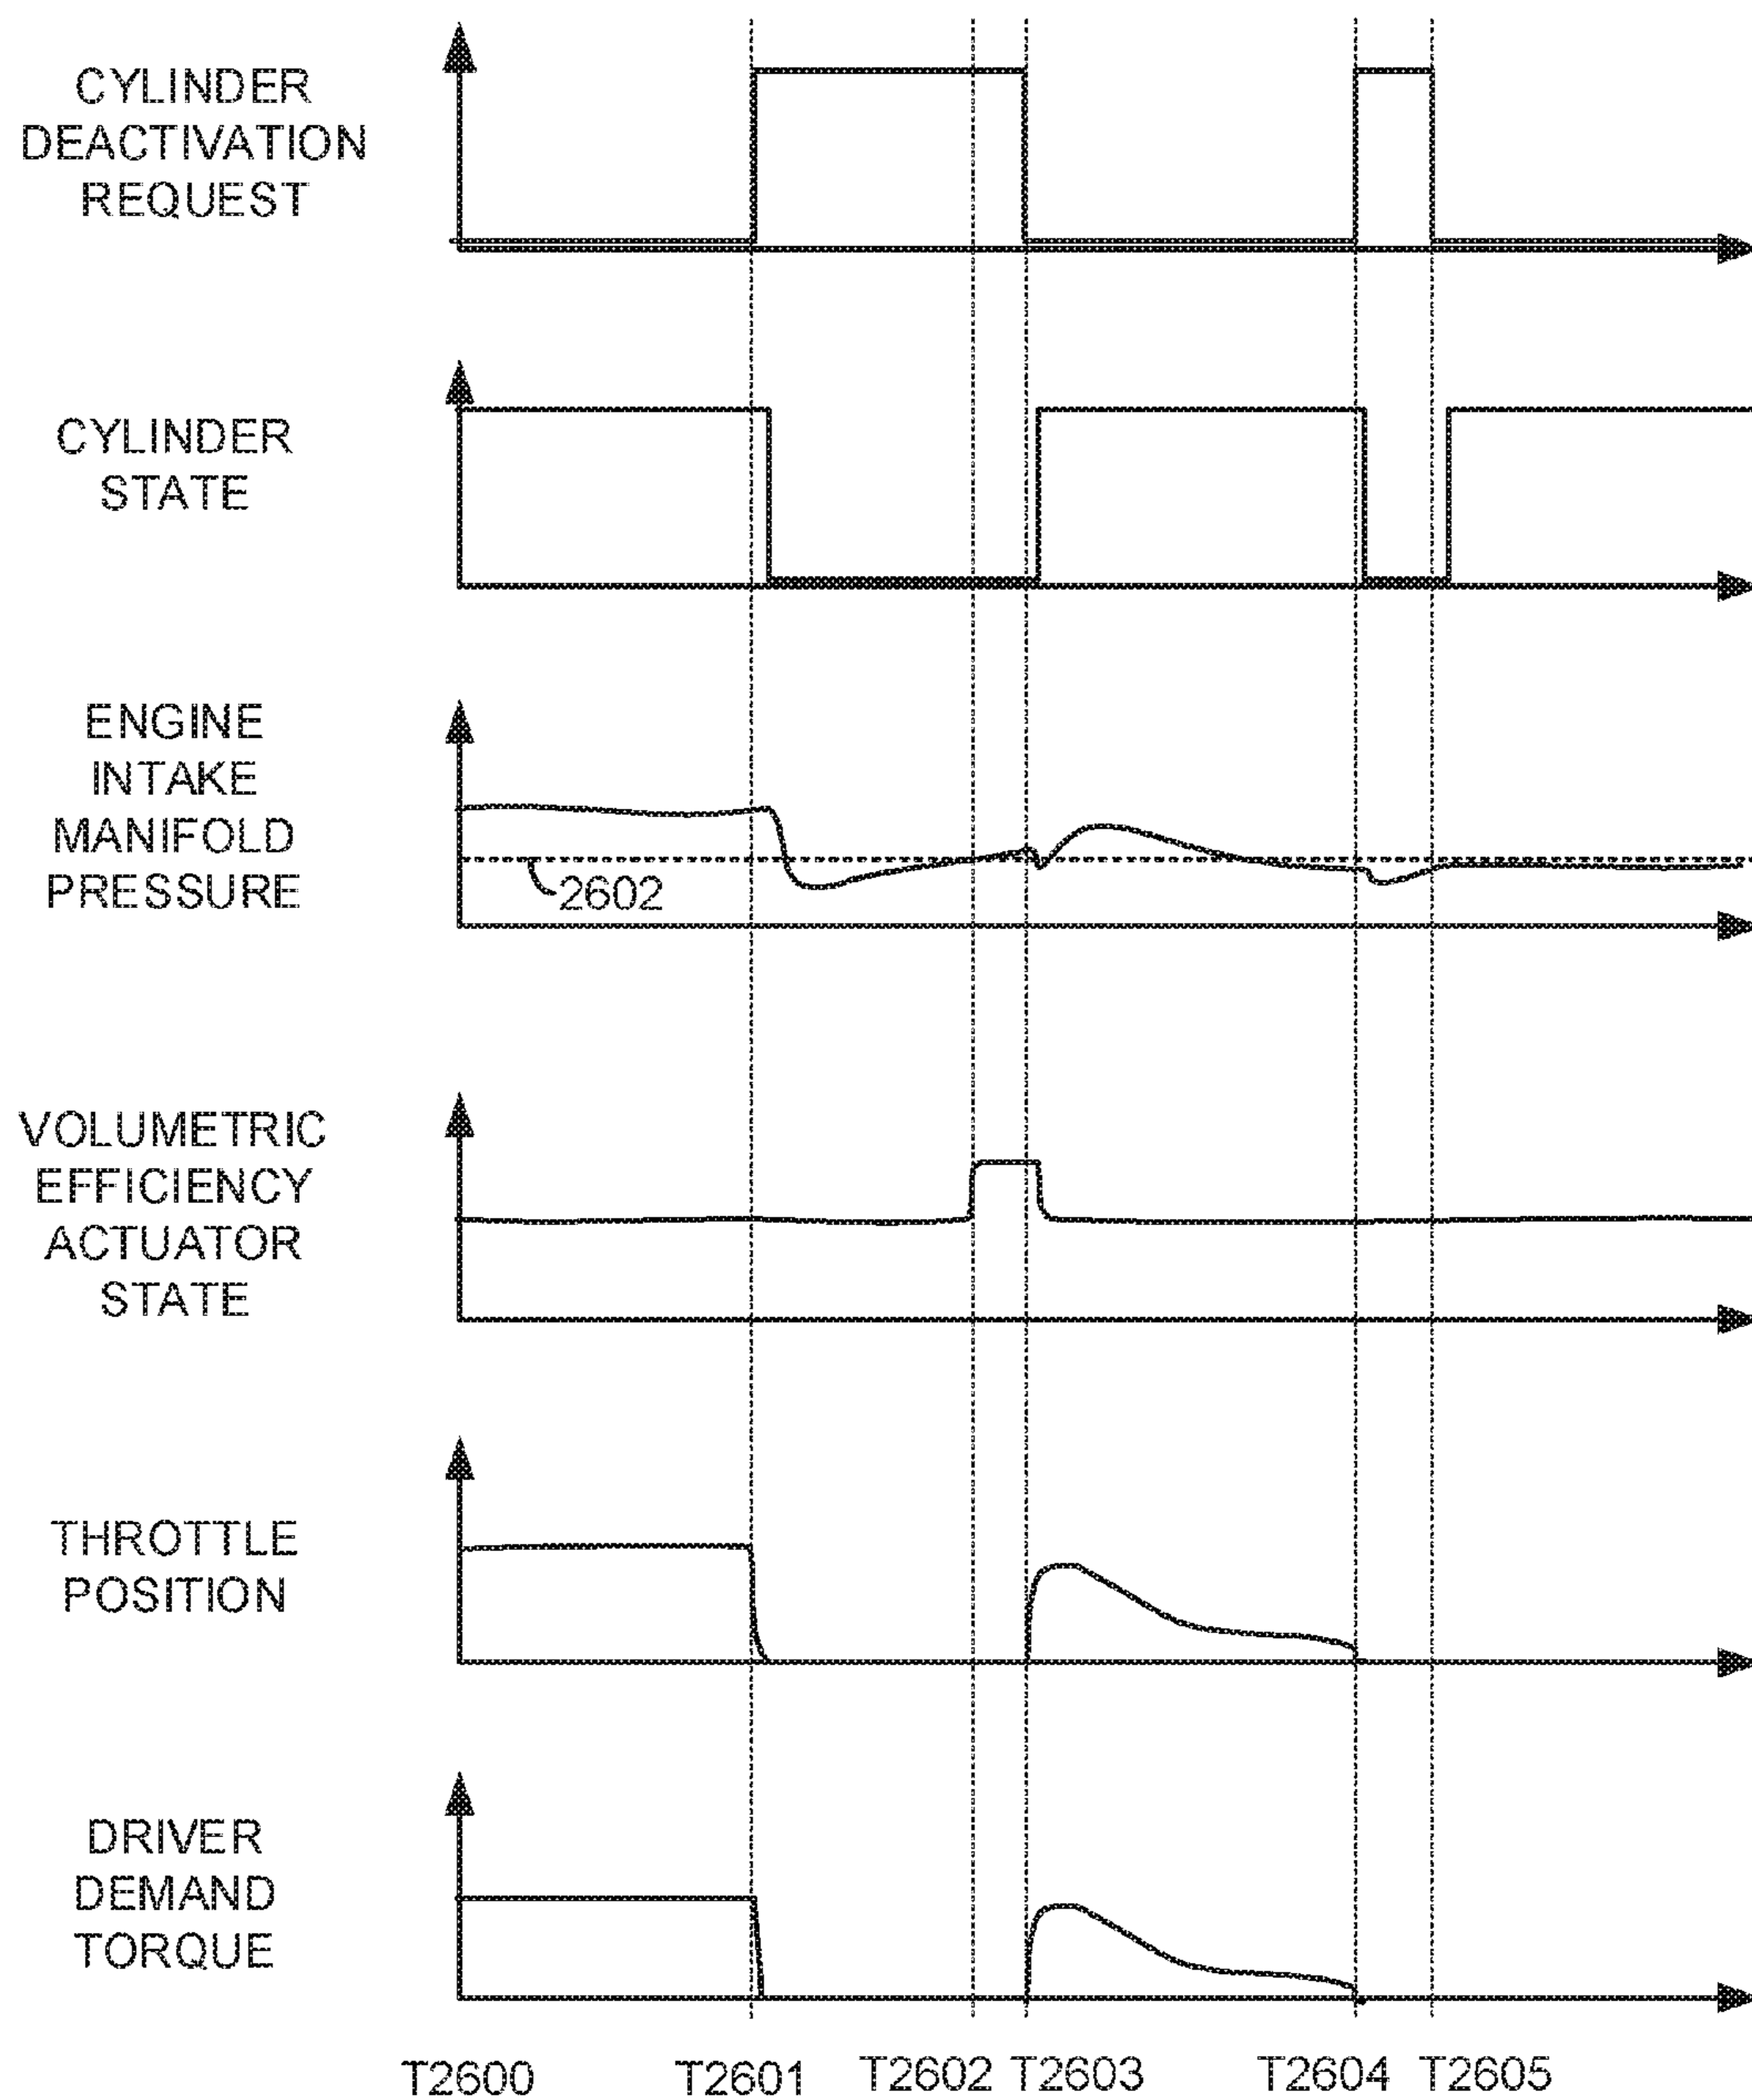 CYLINDER
DEACTIVATION
REQUEST
CYLINDER
STATE
ENGINE
INTAKE
MANIFOLD
PRESSURE
2602
VOLUMETRIC
EFFICIENCY
ACTUATOR
STATE
THROTTLE
POSITION
DRIVER
DEMAND
TORQUE
T2600 T2601 T2602 T2603 T2604 T2605